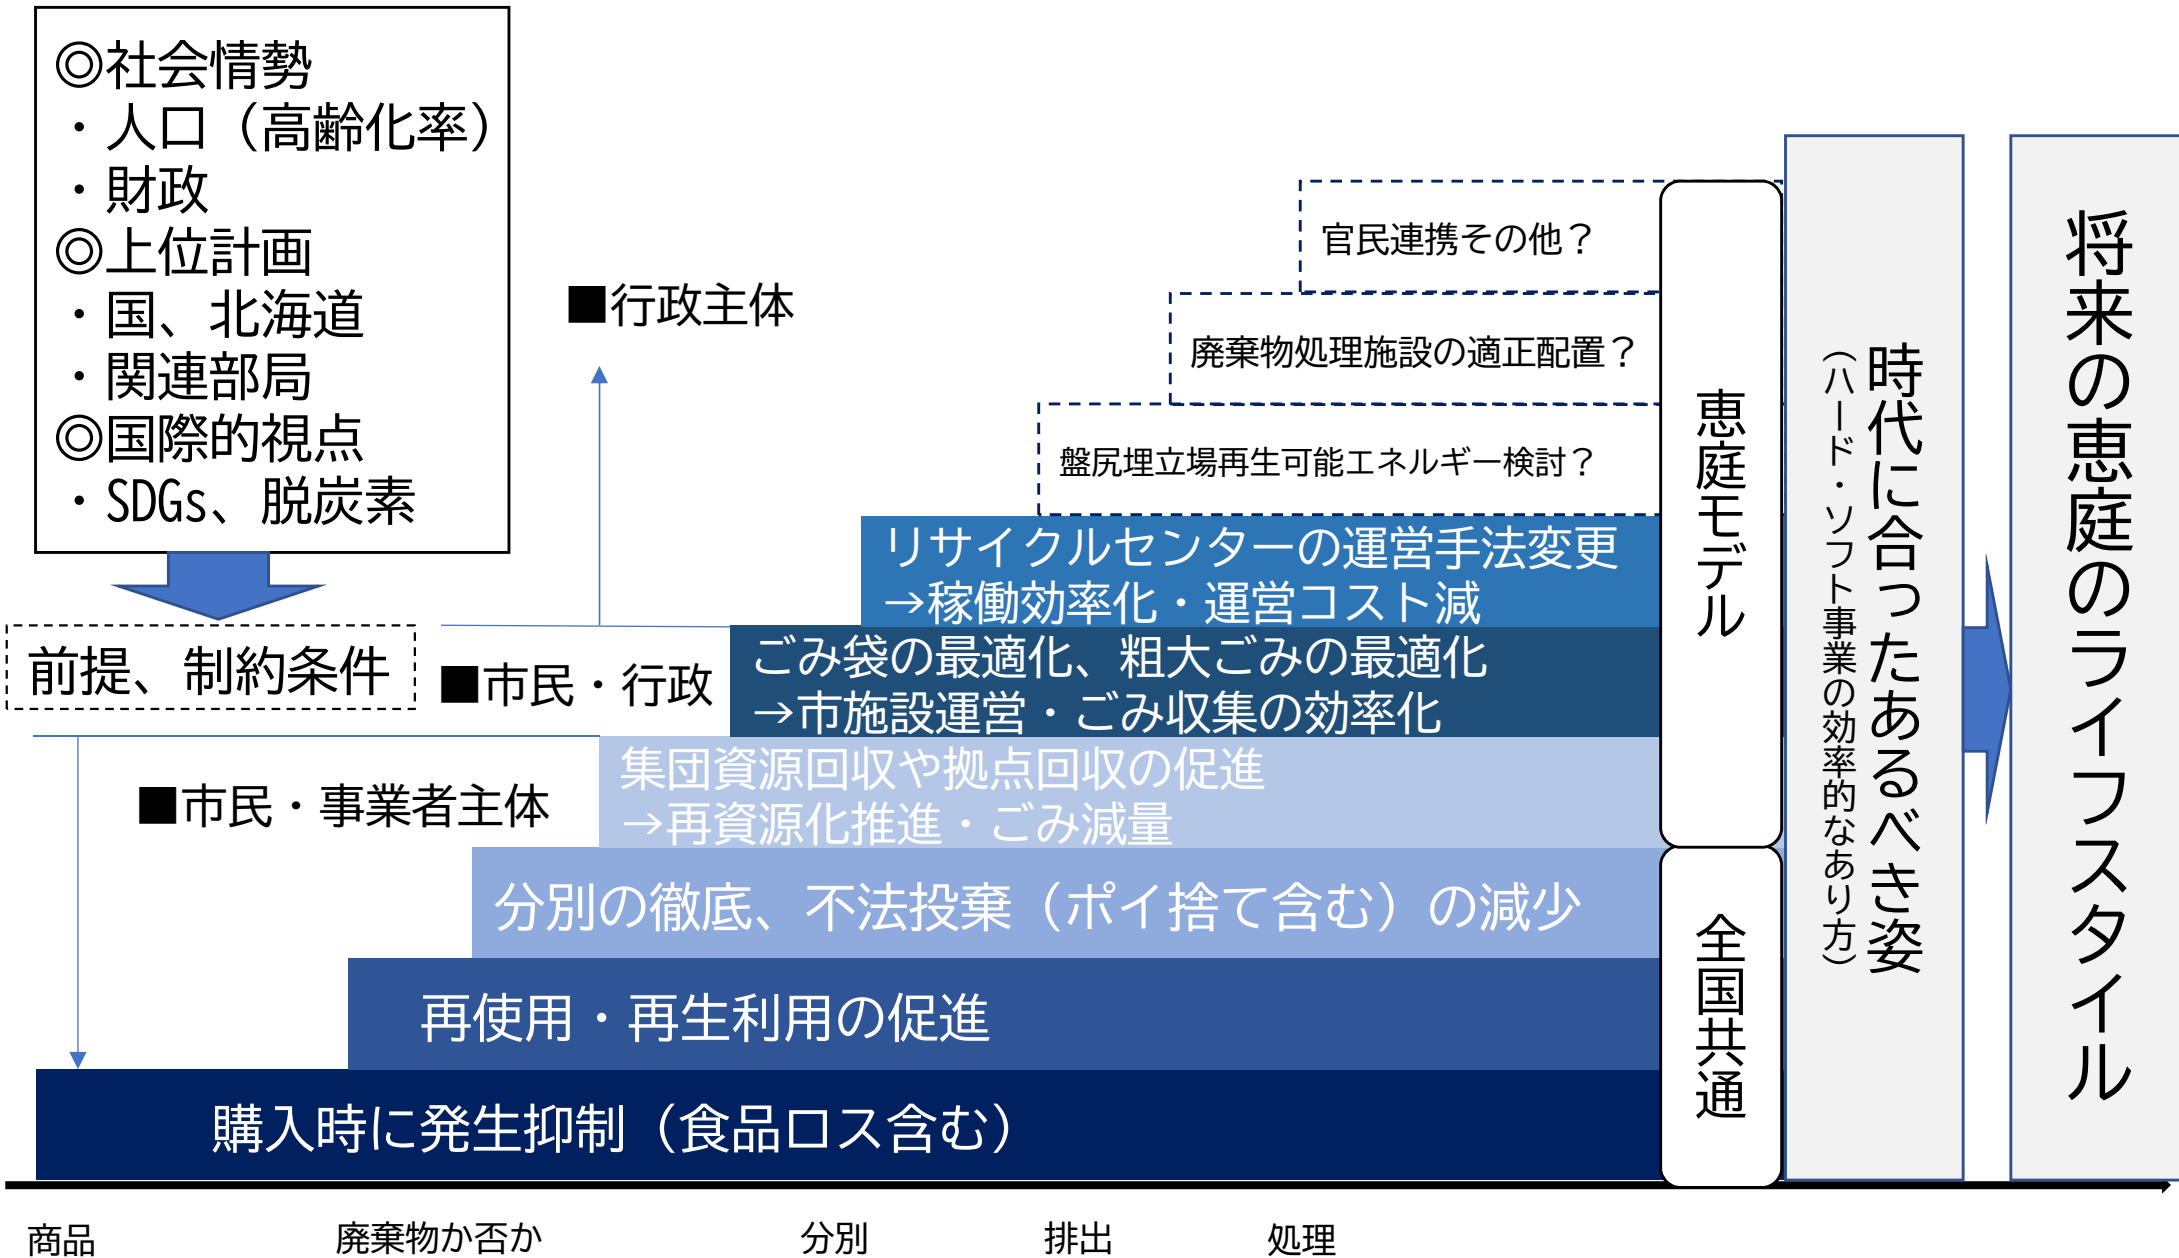 ◎社会情勢
・人口（高齢化率）
・財政
◎上位計画
・国、北海道
・関連部局
◎国際的視点
・SDGs、脱炭素
前提、制約条件
■行政主体
■市民・行政
■市民・事業者主体
官民連携その他？
廃棄物処理施設の適正配置？
盤尻埋立場再生可能エネルギー検討？
リサイクルセンターの運営手法変更
→稼働効率化・運営コスト減
ごみ袋の最適化、粗大ごみの最適化
→市施設運営・ごみ収集の効率化
集団資源回収や拠点回収の促進
→再資源化推進・ごみ減量
分別の徹底、不法投棄（ポイ捨て含む）の減少
再使用・再生利用の促進
購入時に発生抑制（食品ロス含む）
恵庭モデル
全国共通
時代に合ったあるべき姿
（ハード・ソフト事業の効率的なあり方）
将来の恵庭のライフスタイル
商品
廃棄物か否か
分別
排出
処理